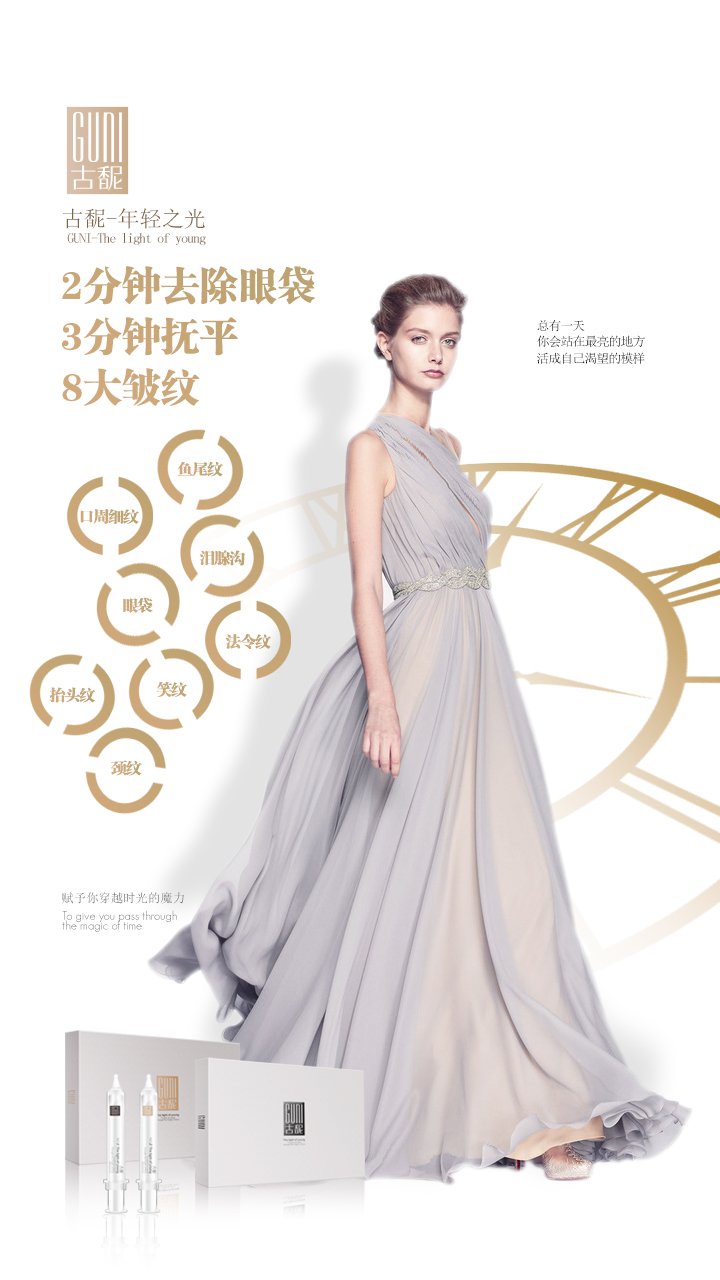 GUNI
古馜
古馜-年轻之光
GUNI-The light of young
2分钟去除眼袋
3分钟抚平
8大皱纹
总有一天
你会站在最亮的地方
活成自己渴望的模样
鱼尾纹
口周细纹
泪腺沟
眼袋
法令纹
抬头纹
笑纹
颈纹
赋予你穿越时光的魔力
To give you pass through
the magic of time
GUNI
古馜
GUNI
古馜